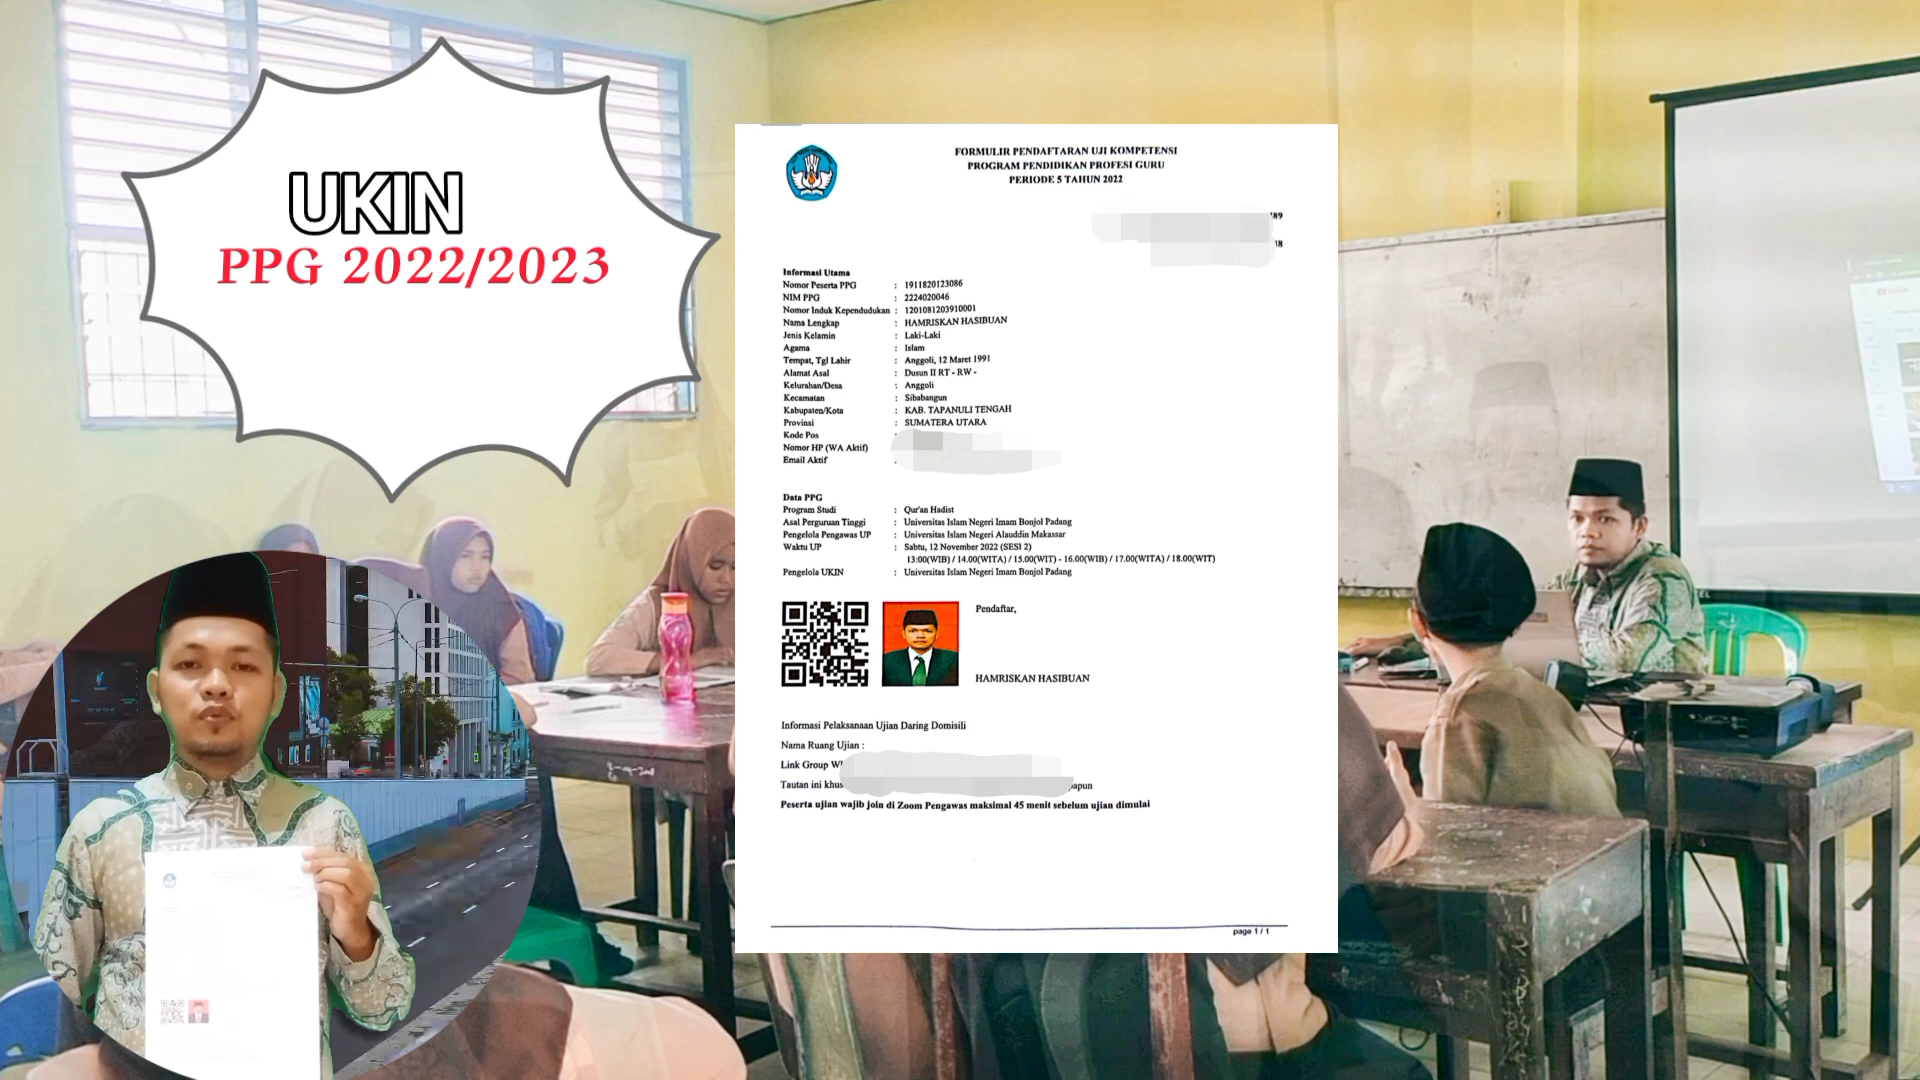 UKIN
PPG 2022/2023
FORMULIR PENDAFTARAN UJI KOMPETENSI
PROGRAM PENDIDIKAN PROFESI GURU
PERIODE 5 TAHUN 2022
Informasi Utama
Nomor Peserta PPG : 1911820123086
NIM PPG : 2224020046
Nomor Induk Kependudukan : 1201081203910001
Nama Lengkap : HAMRISKAN HASIBUAN
Jenis Kelamin : Laki-Laki
Agama : Islam
Tempat, Tgl Lahir : Anggoli, 12 Maret 1991
Alamat Asal : Dusun II RT - RW -
Kelurahan/Desa : Anggoli
Kecamatan : Sibabangun
Kabupaten/Kota : KAB. TAPANULI TENGAH
Provinsi : SUMATERA UTARA
Kode Pos :
Nomor HP (WA Aktif)
Email Aktif
Data PPG
Program Studi : Qur'an Hadist
Asal Perguruan Tinggi : Universitas Islam Negeri Imam Bonjol Padang
Pengelola Pengawas UP : Universitas Islam Negeri Alauddin Makassar
Waktu UP : Sabtu, 12 November 2022 (SESI 2)
13:00(WIB) / 14.00(WITA) / 15.00(WIT) - 16.00(WIB) / 17.00(WITA) / 18.00(WIT)
Pengelola UKIN : Universitas Islam Negeri Imam Bonjol Padang
Pendaftar,
HAMRISKAN HASIBUAN
Informasi Pelaksanaan Ujian Daring Domisili
Nama Ruang Ujian :
Link Group
Tautan ini
Peserta ujian wajib join di Zoom Pengawas maksimal 45 menit sebelum ujian dimulai
page 1 / 1